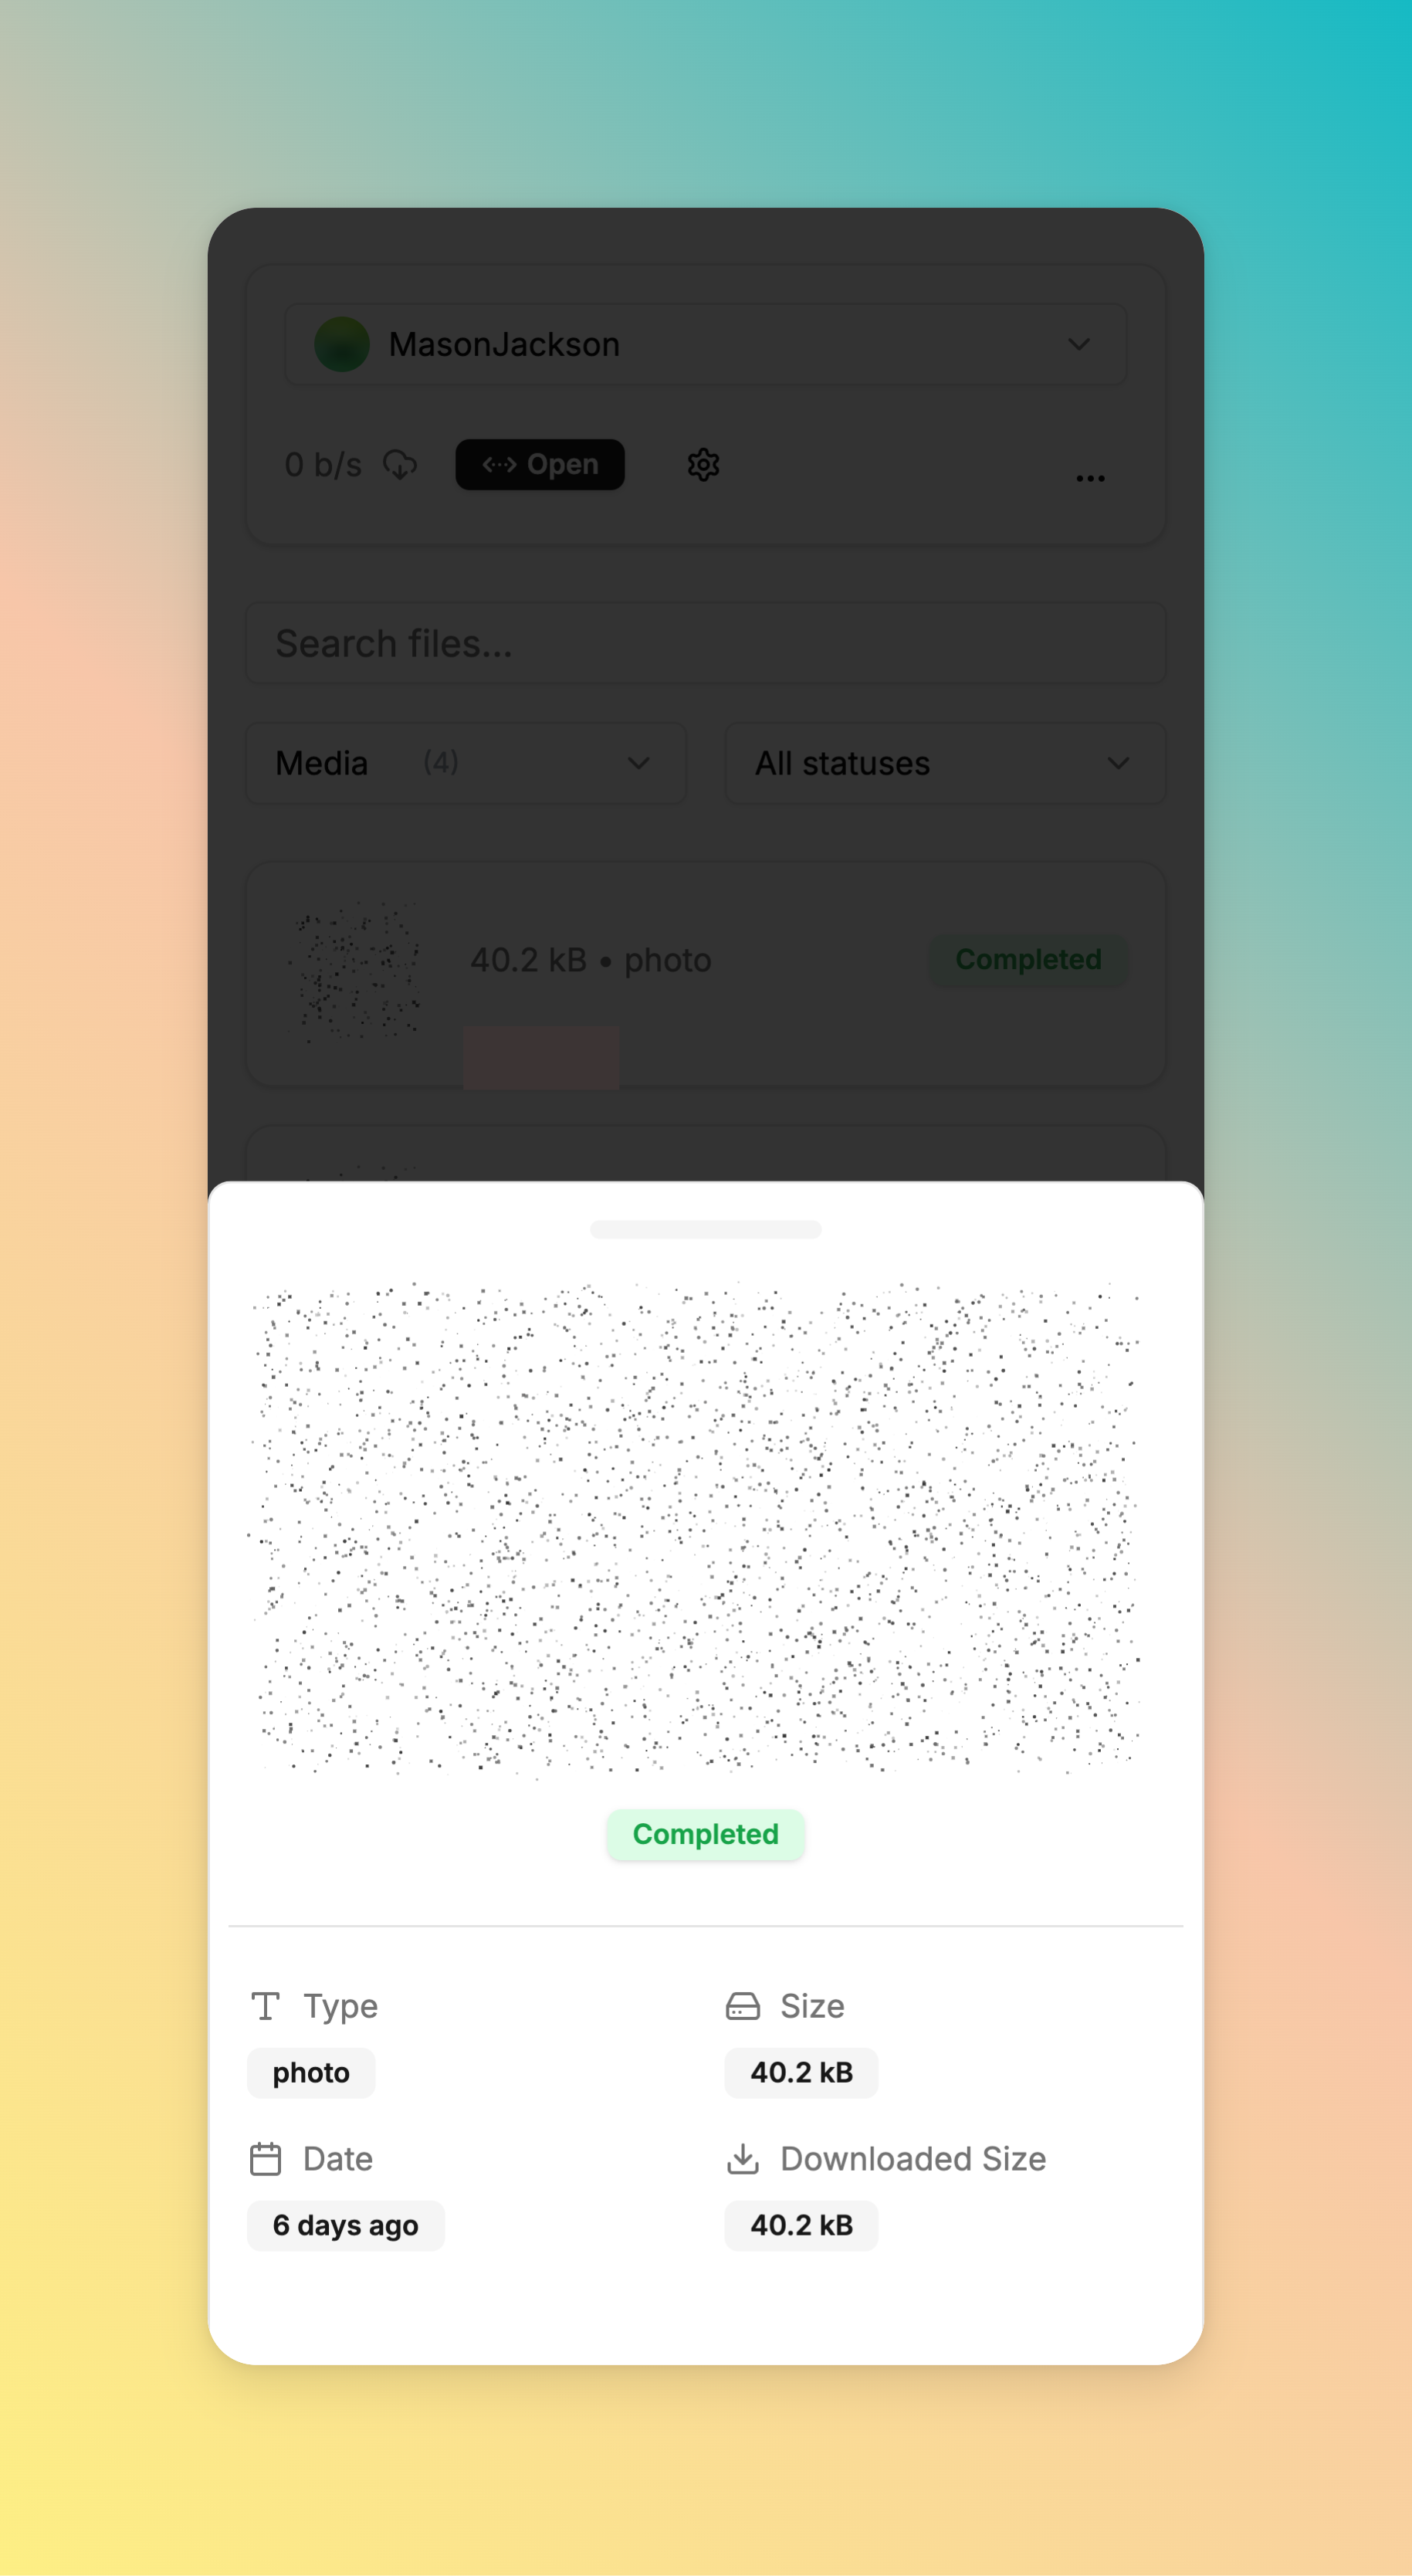 MasonJackson
0 b/s Open ...
Search files...
Media (4) All statuses
40.2 kB • photo Completed
Completed
Type Size
photo 40.2 kB
Date Downloaded Size
6 days ago 40.2 kB